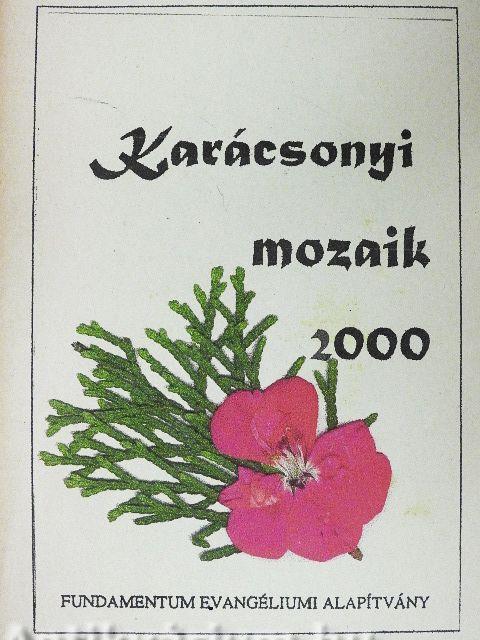 Karácsonyi
mozaik
2000
FUNDAMENTUM EVANGÉLIUMI ALAPÍTVÁNY